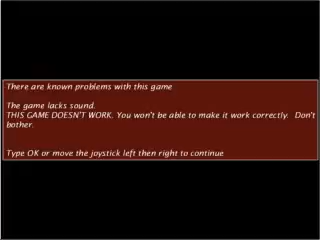 There are known problems with this game
The game lacks sound.
THIS GAME DOESN'T WORK. You won't be able to make it work correctly.  Don't
bother.
Type OK or move the joystick left then right to continue